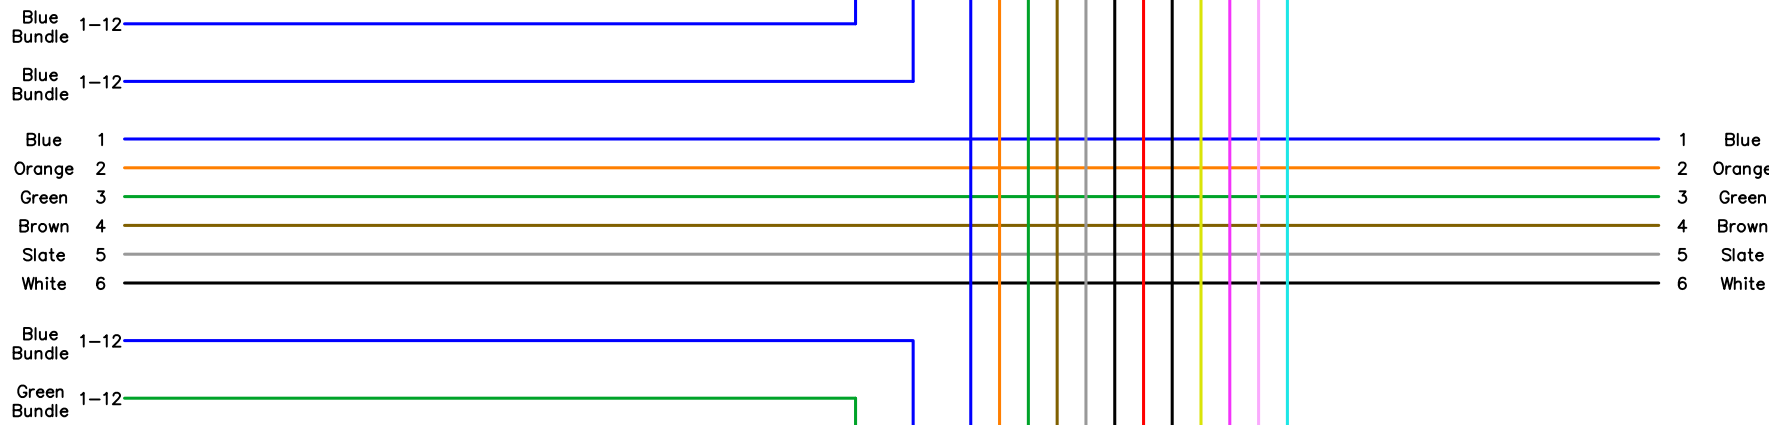 Blue
Bundle 1-12
Blue
Bundle 1-12
Blue 1 1 Blue
Orange 2 2 Orange
Green 3 3 Green
Brown 4 4 Brown
Slate 5 5 Slate
White 6 6 White
Blue
Bundle 1-12
Green
Bundle 1-12